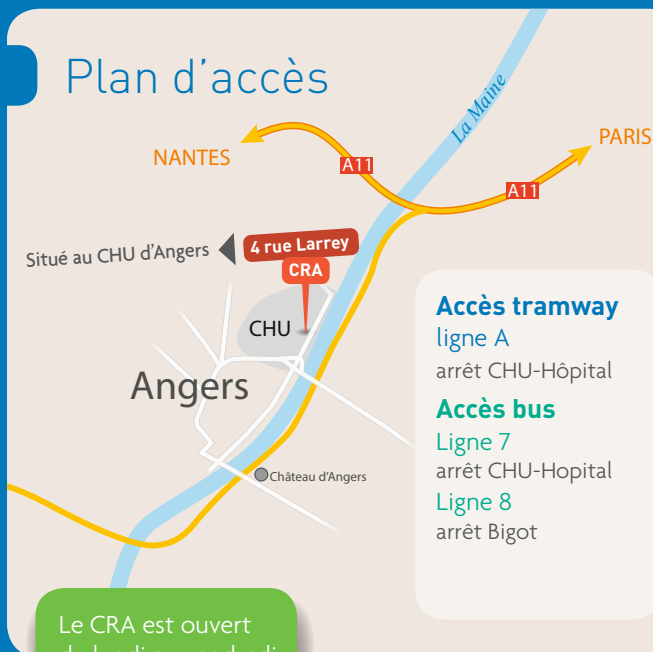 Plan d'accès
La Maine
NANTES
A11
PARIS
A11
Situé au CHU d'Angers
4 rue Larrey
CRA
CHU
Angers
Château d'Angers
Accès tramway
ligne A
arrêt CHU-Hôpital
Accès bus
Ligne 7
arrêt CHU-Hopital
Ligne 8
arrêt Bigot
Le CRA est ouvert